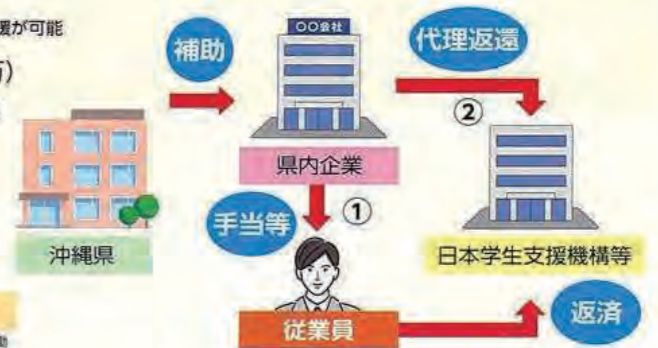 援が可能
補助
○○会社
代理返還
②
県内企業
手当等
①
沖縄県
日本学生支援機構等
従業員
返済